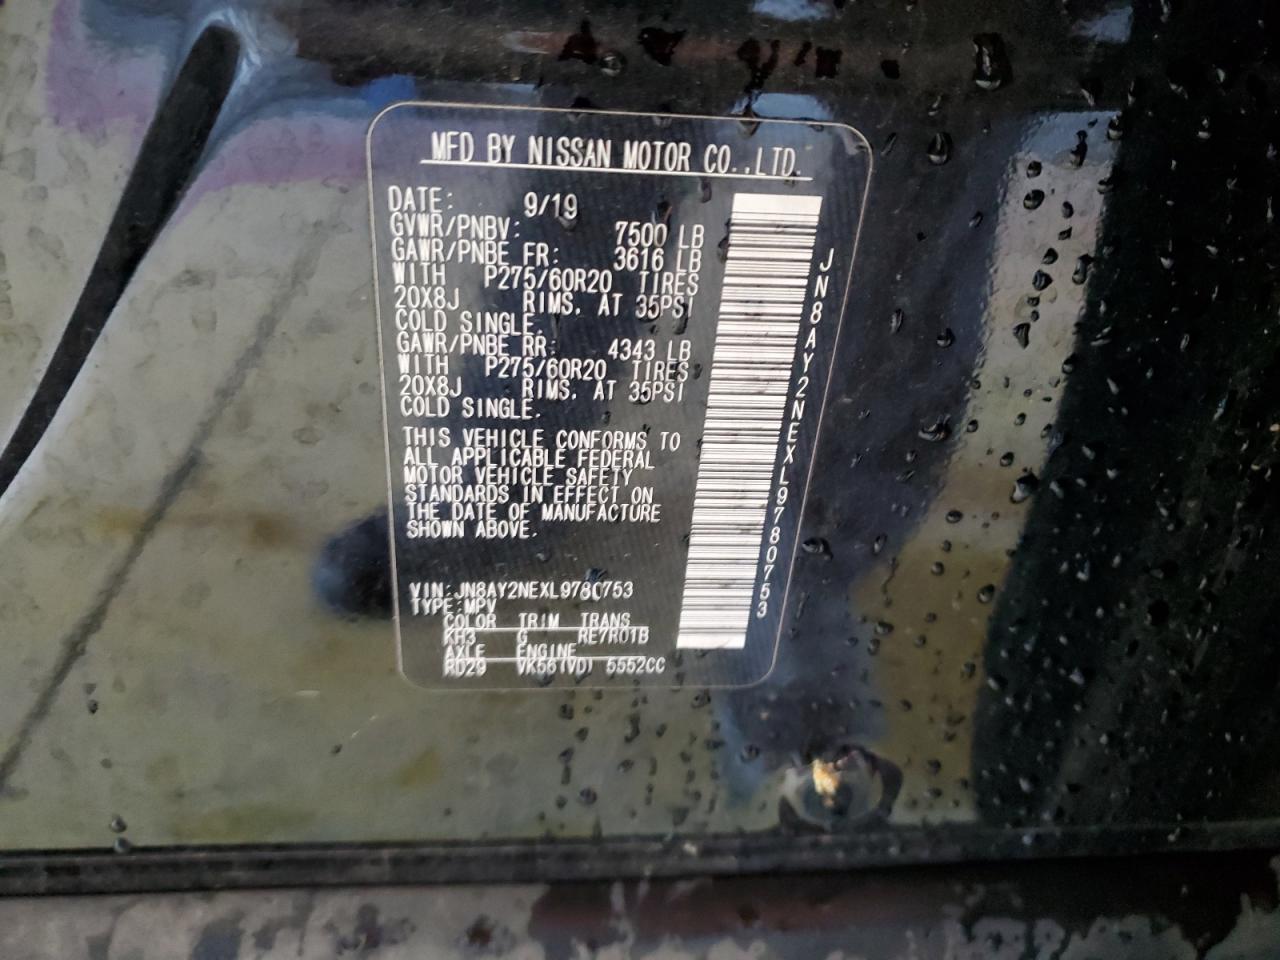 MFD BY NISSAN MOTOR CO.,LTD.
DATE: 9/19
GVWR/PNBV: 7500 LB
GAWR/PNBE FR: 3616 LB
WITH P275/60R20 TIRES
20X8J RIMS. AT 35PSI
COLD SINGLE.
GAWR/PNBE RR: 4343 LB
WITH P275/60R20 TIRES
20X8J RIMS. AT 35PSI
COLD SINGLE.
THIS VEHICLE CONFORMS TO
ALL APPLICABLE FEDERAL
MOTOR VEHICLE SAFETY
STANDARDS IN EFFECT ON
THE DATE OF MANUFACTURE
SHOWN ABOVE.
VIN:JN8AY2NEXL9780753
TYPE:MPV
COLOR TRIM TRANS
KH3 G RE7R01B
AXLE ENGINE
RD29 VK56(VD) 5552CC
JN8AY2NEXL9780753